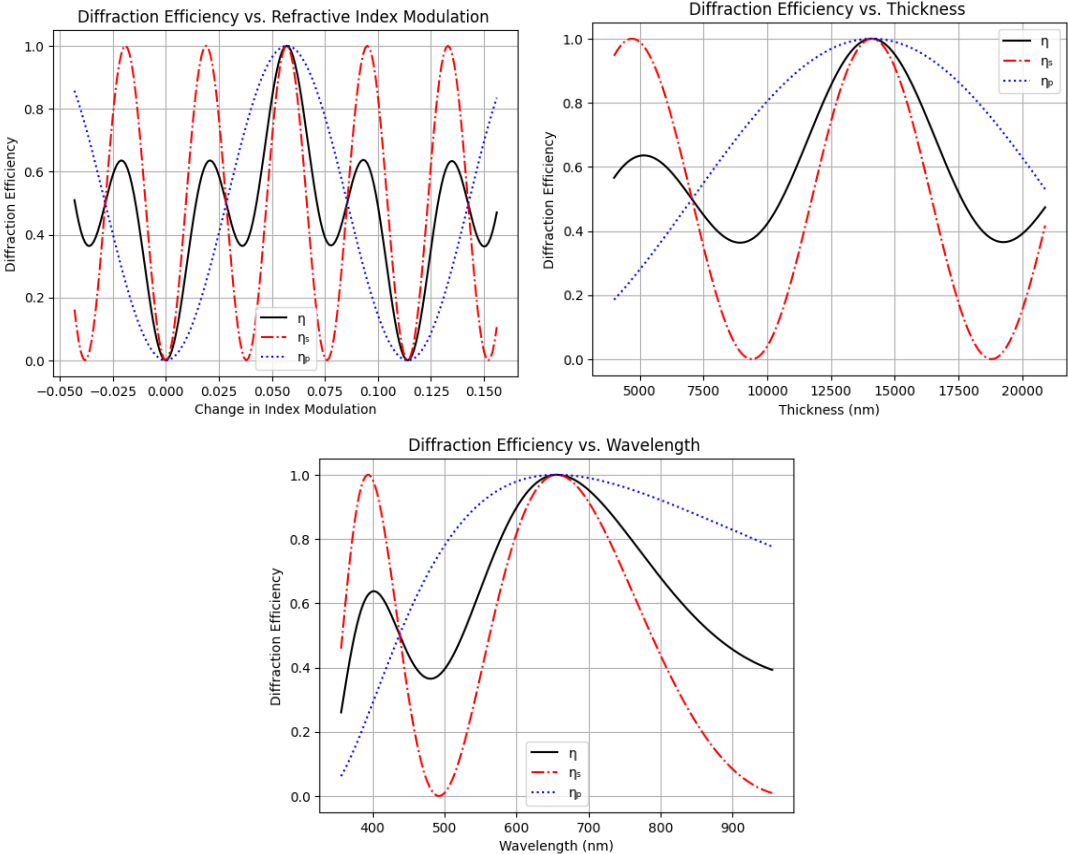 Diffraction Efficiency vs. Refractive Index Modulation
1.0
0.8
0.6
0.4
0.2
0.0
Diffraction Efficiency
η
ηₛ
ηₚ
−0.050 −0.025 0.000 0.025 0.050 0.075 0.100 0.125 0.150
Change in Index Modulation
Diffraction Efficiency vs. Thickness
1.0
0.8
0.6
0.4
0.2
0.0
Diffraction Efficiency
η
ηₛ
ηₚ
5000 7500 10000 12500 15000 17500 20000
Thickness (nm)
Diffraction Efficiency vs. Wavelength
1.0
0.8
0.6
0.4
0.2
0.0
Diffraction Efficiency
η
ηₛ
ηₚ
400 500 600 700 800 900
Wavelength (nm)